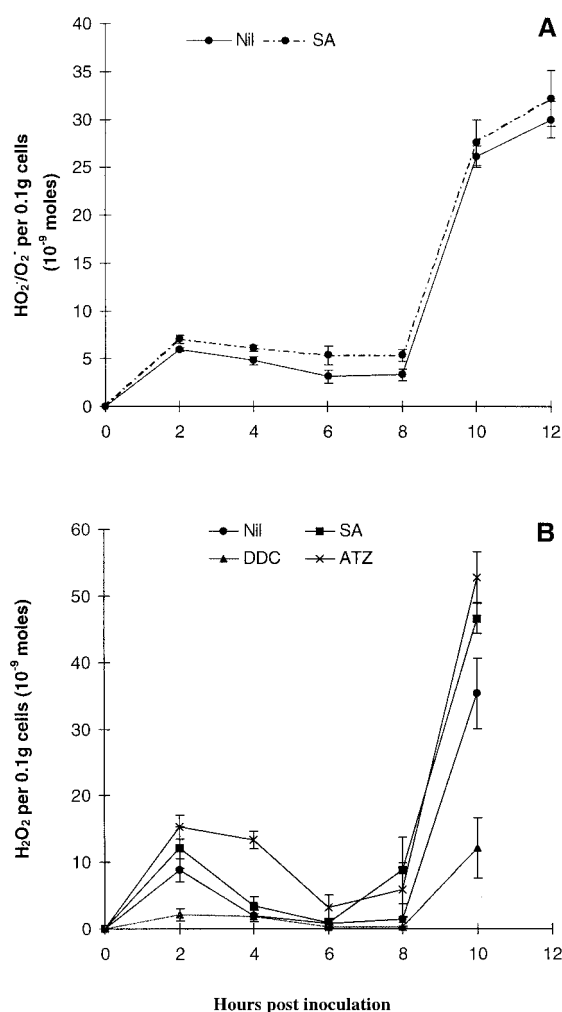 A
Nil SA
HO₂·/O₂⁻ per 0.1g cells
(10⁻⁹ moles)
40
35
30
25
20
15
10
5
0
0 2 4 6 8 10 12
B
Nil SA
DDC ATZ
H₂O₂ per 0.1g cells (10⁻⁹ moles)
60
50
40
30
20
10
0
0 2 4 6 8 10 12
Hours post inoculation